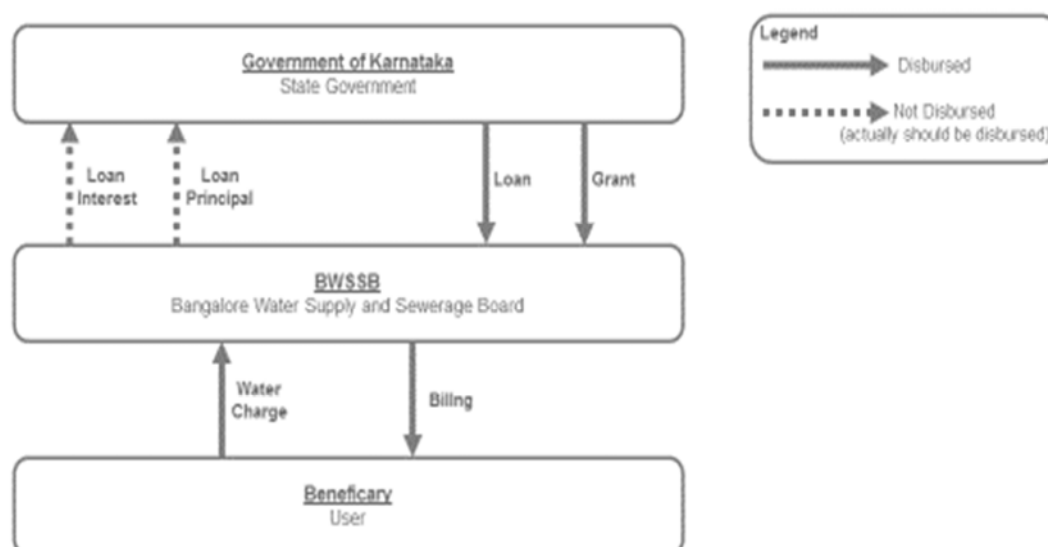 Government of Karnataka
State Government
Legend
Disbursed
Not Disbursed
(actually should be disbursed)
Loan
Interest
Loan
Principal
Loan
Grant
BWSSB
Bangalore Water Supply and Sewerage Board
Water
Charge
Billng
Beneficary
User